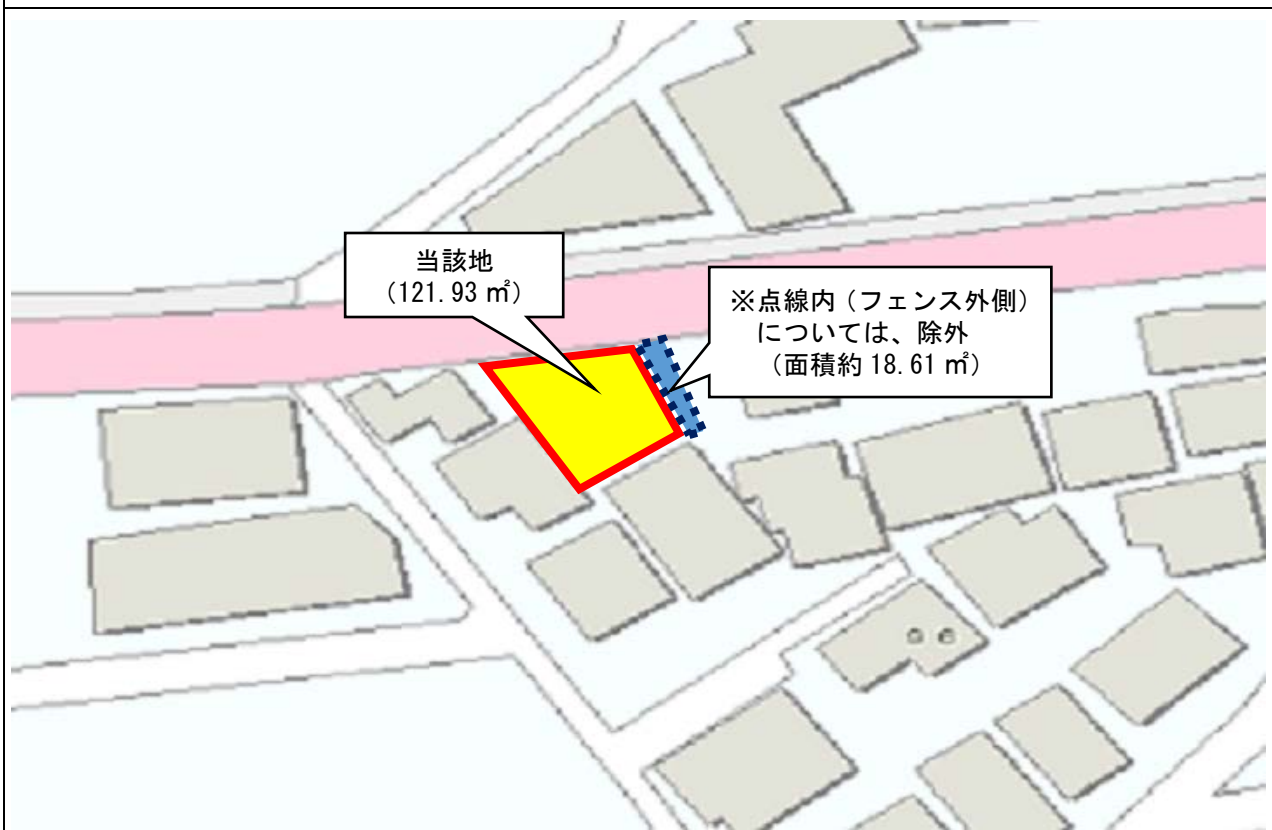 当該地
（121.93 ㎡）
※点線内（フェンス外側）
については、除外
（面積約 18.61 ㎡）